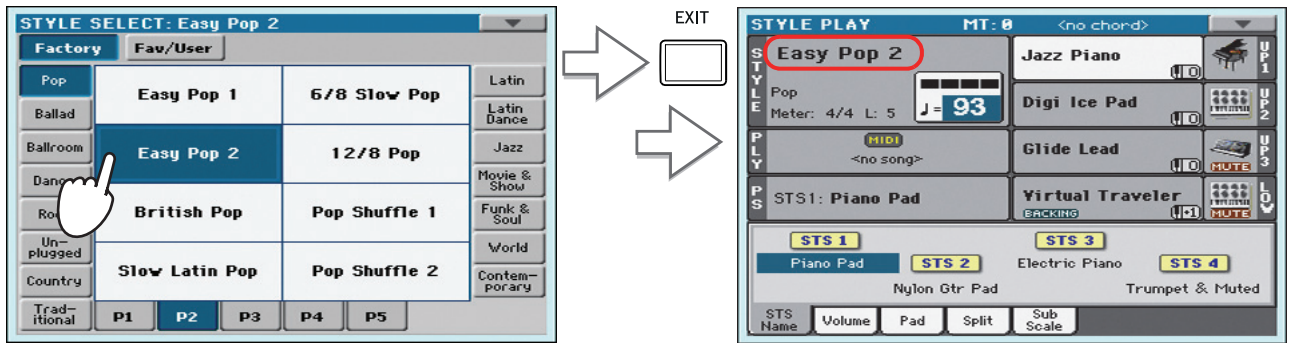 STYLE SELECT: Easy Pop 2
Factory
Fav/User
Pop
Ballad
Ballroom
Country
Un-
plugged
Trad-
itional
Easy Pop 1
6/8 Slow Pop
Easy Pop 2
12/8 Pop
British Pop
Pop Shuffle 1
Slow Latin Pop
Pop Shuffle 2
Latin
Latin
Dance
Jazz
Movie &
Show
Funk &
Soul
World
Contem-
porary
P1
P2
P3
P4
P5
EXIT
STYLE PLAY
MT: 0
<no chord>
STYLE
Easy Pop 2
Pop
Meter: 4/4 L: 5
♩= 93
PLY
MIDI
<no song>
PS
STS1: Piano Pad
Jazz Piano
0
UP1
Digi Ice Pad
0
UP2
Glide Lead
0
MUTE
UP3
Virtual Traveler
BACKING
+1
MUTE
LOW
STS 1
Piano Pad
STS 2
Nylon Gtr Pad
STS 3
Electric Piano
STS 4
Trumpet & Muted
STS
Name
Volume
Pad
Split
Sub
Scale